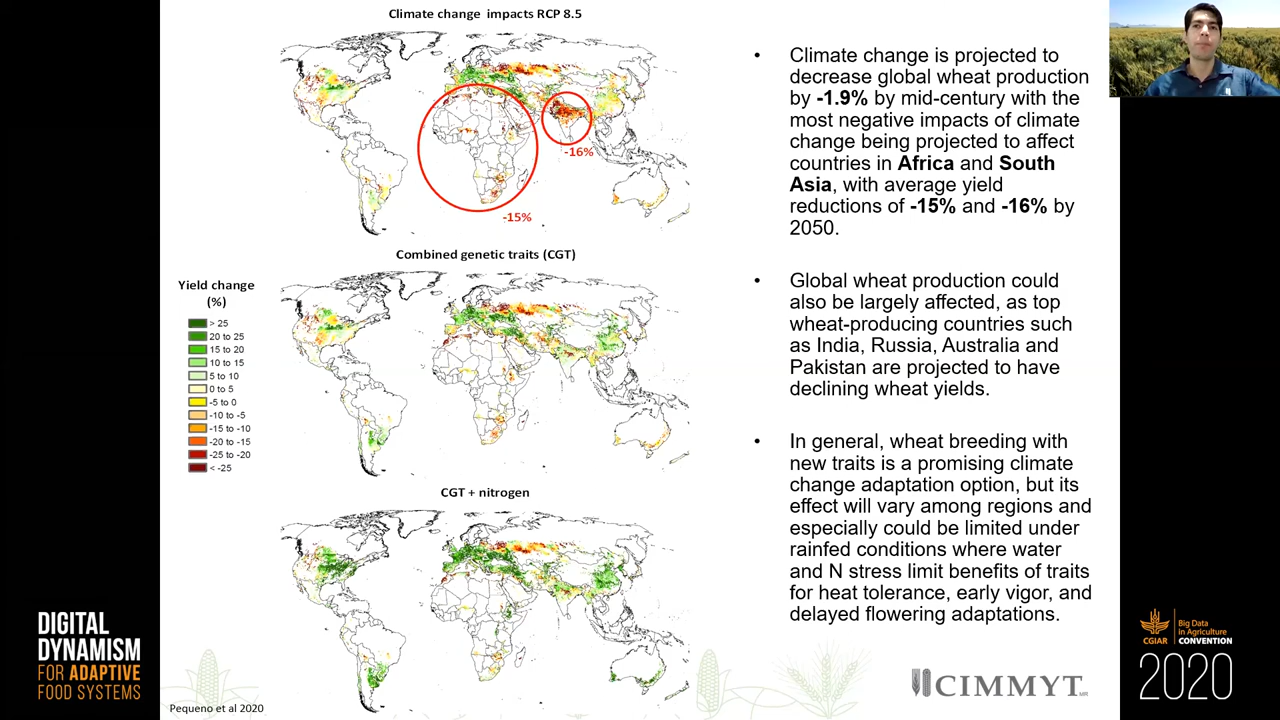 Climate change impacts RCP 8.5
-16%
-15%
Combined genetic traits (CGT)
Yield change
(%)
> 25
20 to 25
15 to 20
10 to 15
5 to 10
0 to 5
-5 to 0
-10 to -5
-15 to -10
-20 to -15
-25 to -20
< -25
CGT + nitrogen
• Climate change is projected to
decrease global wheat production
by -1.9% by mid-century with the
most negative impacts of climate
change being projected to affect
countries in Africa and South
Asia, with average yield
reductions of -15% and -16% by
2050.
• Global wheat production could
also be largely affected, as top
wheat-producing countries such
as India, Russia, Australia and
Pakistan are projected to have
declining wheat yields.
• In general, wheat breeding with
new traits is a promising climate
change adaptation option, but its
effect will vary among regions and
especially could be limited under
rainfed conditions where water
and N stress limit benefits of traits
for heat tolerance, early vigor, and
delayed flowering adaptations.
DIGITAL
DYNAMISM
FOR ADAPTIVE
FOOD SYSTEMS
Pequeno et al 2020
CIMMYT MR
CGIAR
Big Data
in Agriculture
CONVENTION
2020